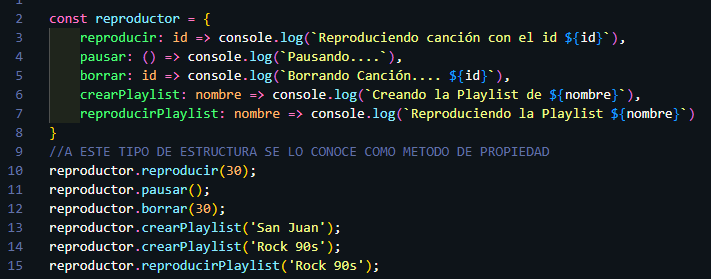 2 const reproductor = {
3 reproducir: id => console.log(`Reproduciendo canción con el id ${id}`),
4 pausar: () => console.log(`Pausando....`),
5 borrar: id => console.log(`Borrando Canción.... ${id}`),
6 crearPlaylist: nombre => console.log(`Creando la Playlist de ${nombre}`),
7 reproducirPlaylist: nombre => console.log(`Reproduciendo la Playlist ${nombre}`)
8 }
9 //A ESTE TIPO DE ESTRUCTURA SE LO CONOCE COMO METODO DE PROPIEDAD
10 reproductor.reproducir(30);
11 reproductor.pausar();
12 reproductor.borrar(30);
13 reproductor.crearPlaylist('San Juan');
14 reproductor.crearPlaylist('Rock 90s');
15 reproductor.reproducirPlaylist('Rock 90s');